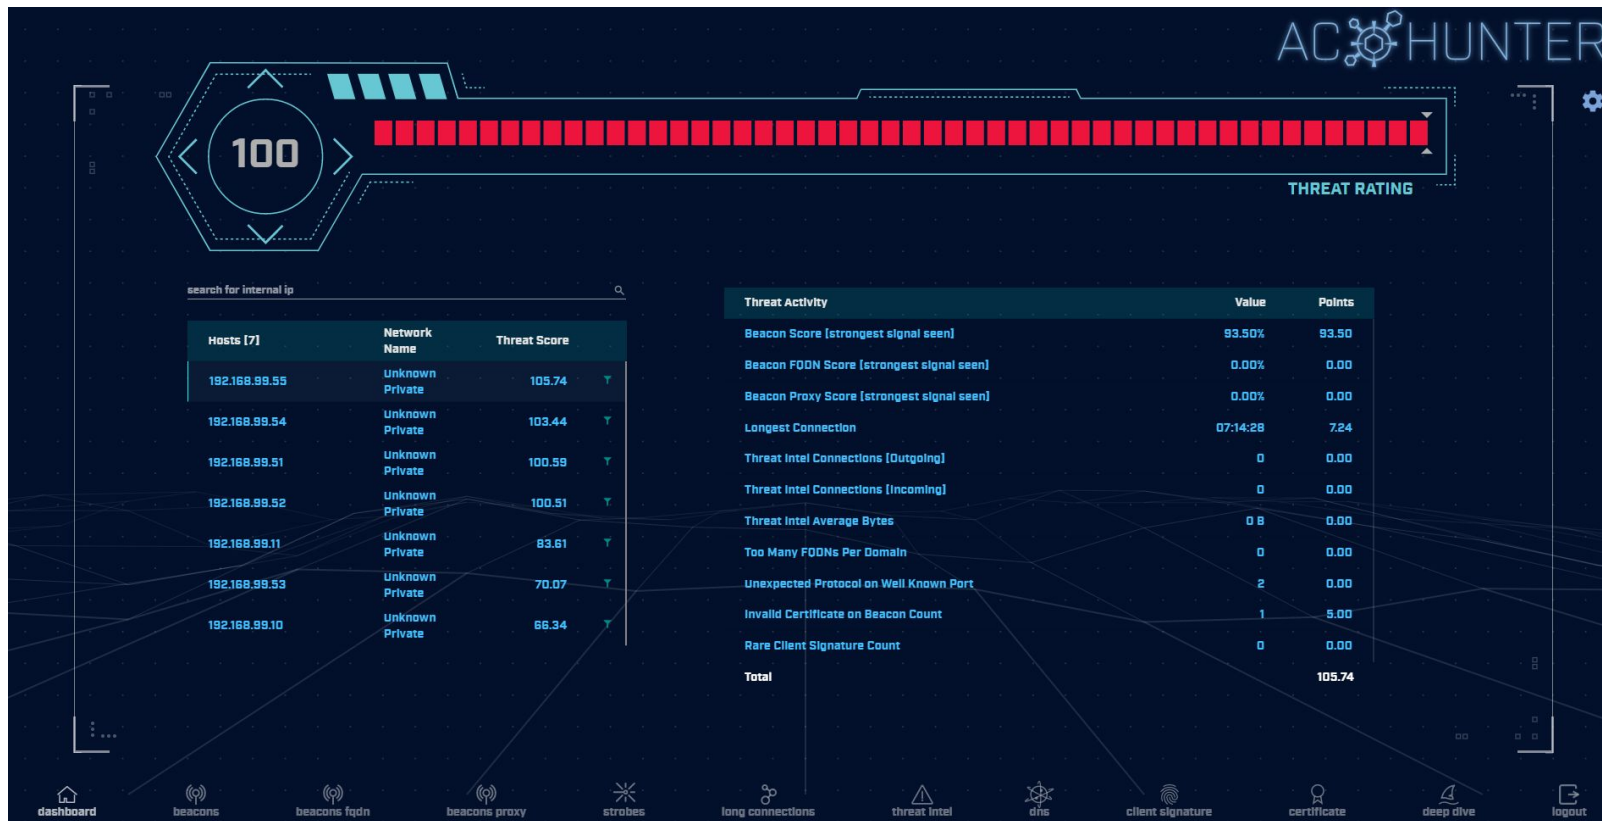 AC HUNTER
100
THREAT RATING
search for internal ip
Hosts [7] Network Name Threat Score
192.168.99.55 Unknown Private 105.74
192.168.99.54 Unknown Private 103.44
192.168.99.51 Unknown Private 100.59
192.168.99.52 Unknown Private 100.51
192.168.99.11 Unknown Private 83.61
192.168.99.53 Unknown Private 70.07
192.168.99.10 Unknown Private 66.34
Threat Activity Value Points
Beacon Score [strongest signal seen] 93.50% 93.50
Beacon FQDN Score [strongest signal seen] 0.00% 0.00
Beacon Proxy Score [strongest signal seen] 0.00% 0.00
Longest Connection 07:14:28 7.24
Threat Intel Connections [Outgoing] 0 0.00
Threat Intel Connections [Incoming] 0 0.00
Threat Intel Average Bytes 0 B 0.00
Too Many FQDNs Per Domain 0 0.00
Unexpected Protocol on Well Known Port 2 0.00
Invalid Certificate on Beacon Count 1 5.00
Rare Client Signature Count 0 0.00
Total 105.74
dashboard beacons beacons fqdn beacons proxy strobes long connections threat intel dns client signature certificate deep dive logout